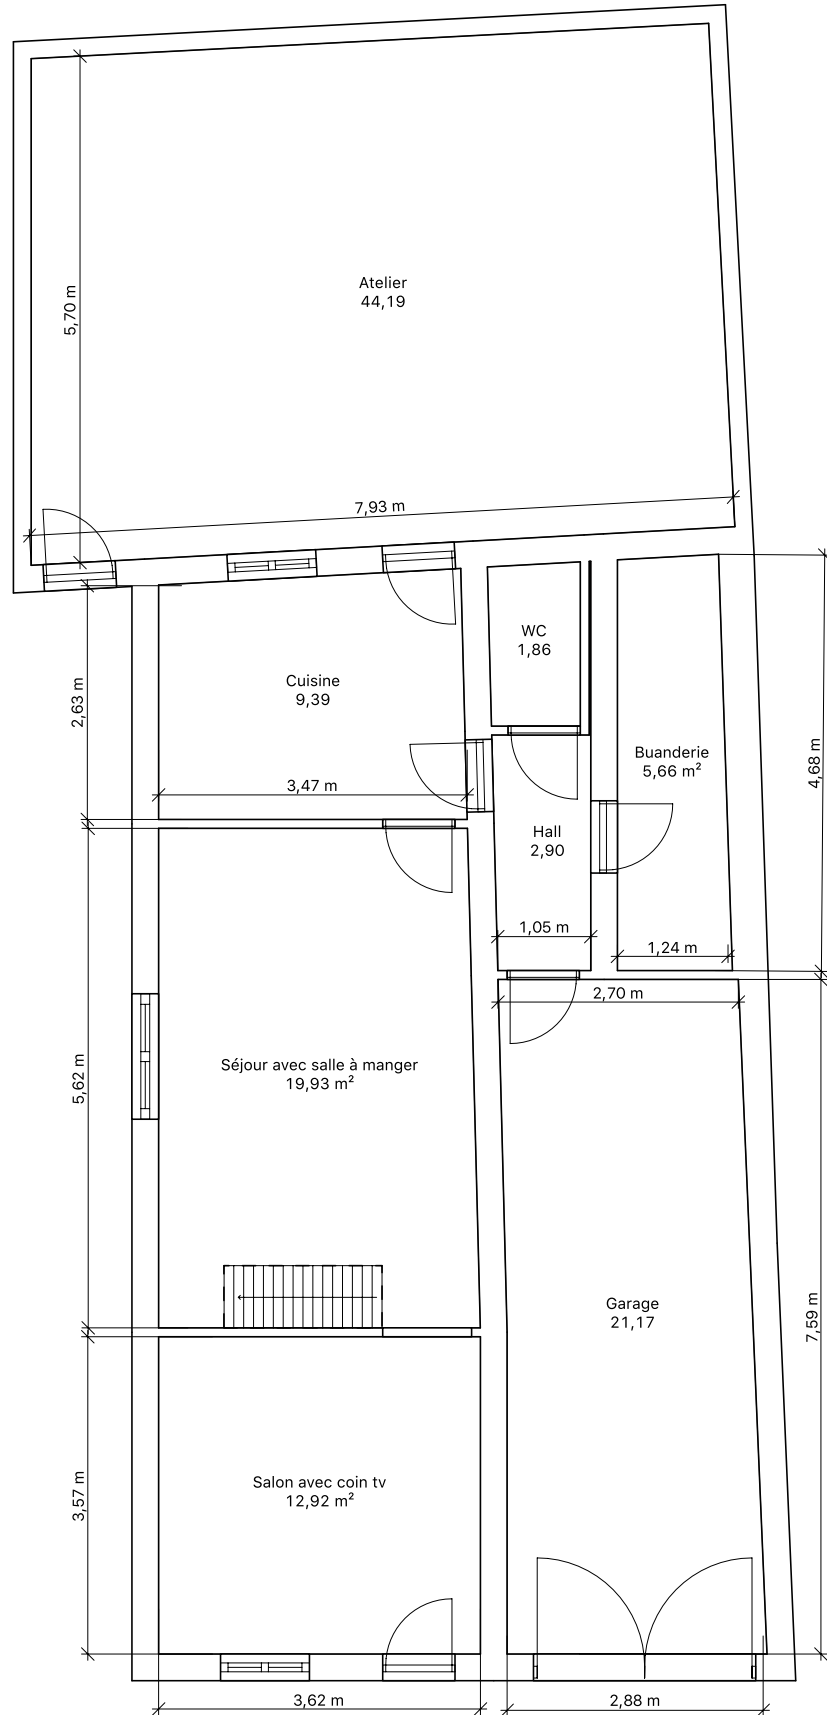 Atelier
44,19
5,70 m
7,93 m
WC
1,86
Cuisine
9,39
2,63 m
3,47 m
Buanderie
5,66 m²
4,68 m
Hall
2,90
1,05 m
1,24 m
2,70 m
Séjour avec salle à manger
19,93 m²
5,62 m
Garage
21,17
7,59 m
Salon avec coin tv
12,92 m²
3,57 m
3,62 m
2,88 m